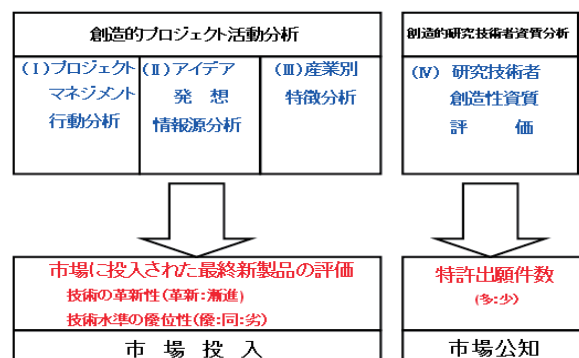 創造的プロジェクト活動分析
(Ⅰ)プロジェクト
マネジメント
行動分析
(Ⅱ)アイデア
発 想
情報源分析
(Ⅲ)産業別
特徴分析
市場に投入された最終新製品の評価
技術の革新性(革新:漸進)
技術水準の優位性(優:同:劣)
市 場 投 入
創造的研究技術者資質分析
(Ⅳ) 研究技術者
創造性資質
評 価
特許出願件数
(多:少)
市場公知